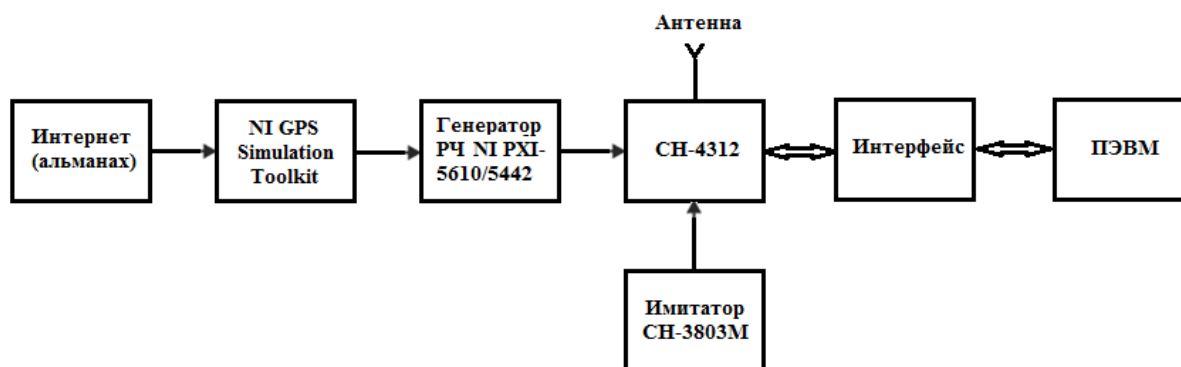 Антенна
Интернет
(альманах)
NI GPS
Simulation
Toolkit
Генератор
РЧ NI PXI-
5610/5442
СН-4312
Интерфейс
ПЭВМ
Имитатор
СН-3803М